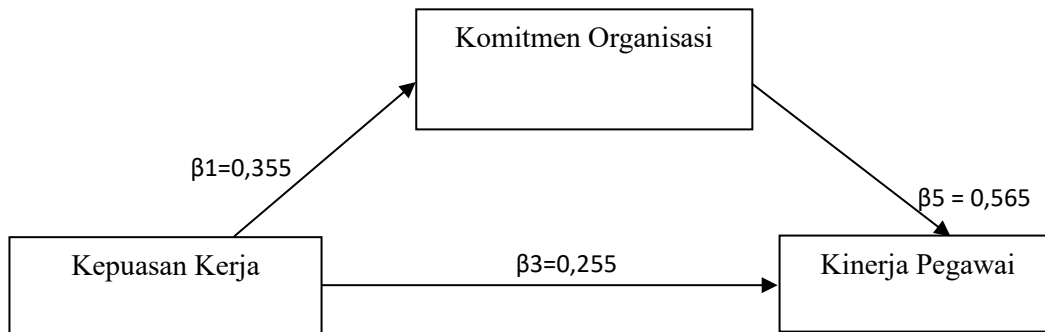 Komitmen Organisasi
β1=0,355
β5 = 0,565
Kepuasan Kerja
β3=0,255
Kinerja Pegawai